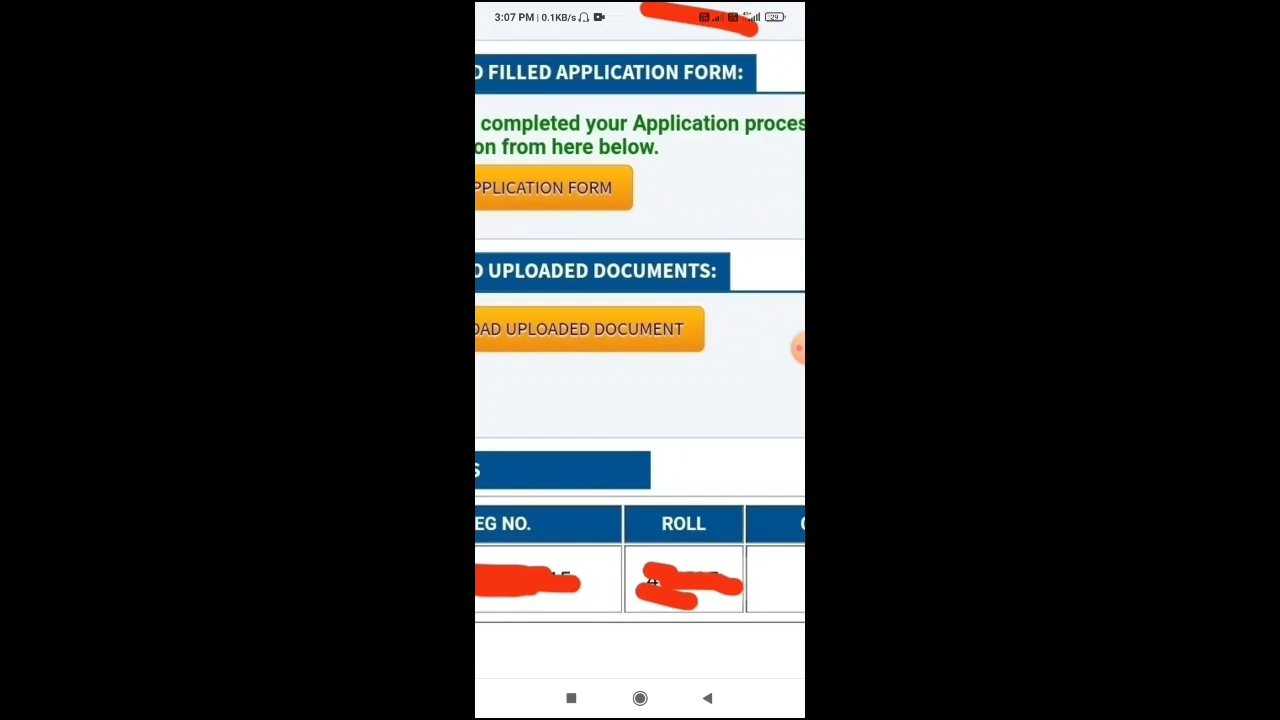 3:07 PM | 0.1KB/s
29
D FILLED APPLICATION FORM:
completed your Application proces
on from here below.
PPLICATION FORM
D UPLOADED DOCUMENTS:
OAD UPLOADED DOCUMENT
S
EG NO.
ROLL